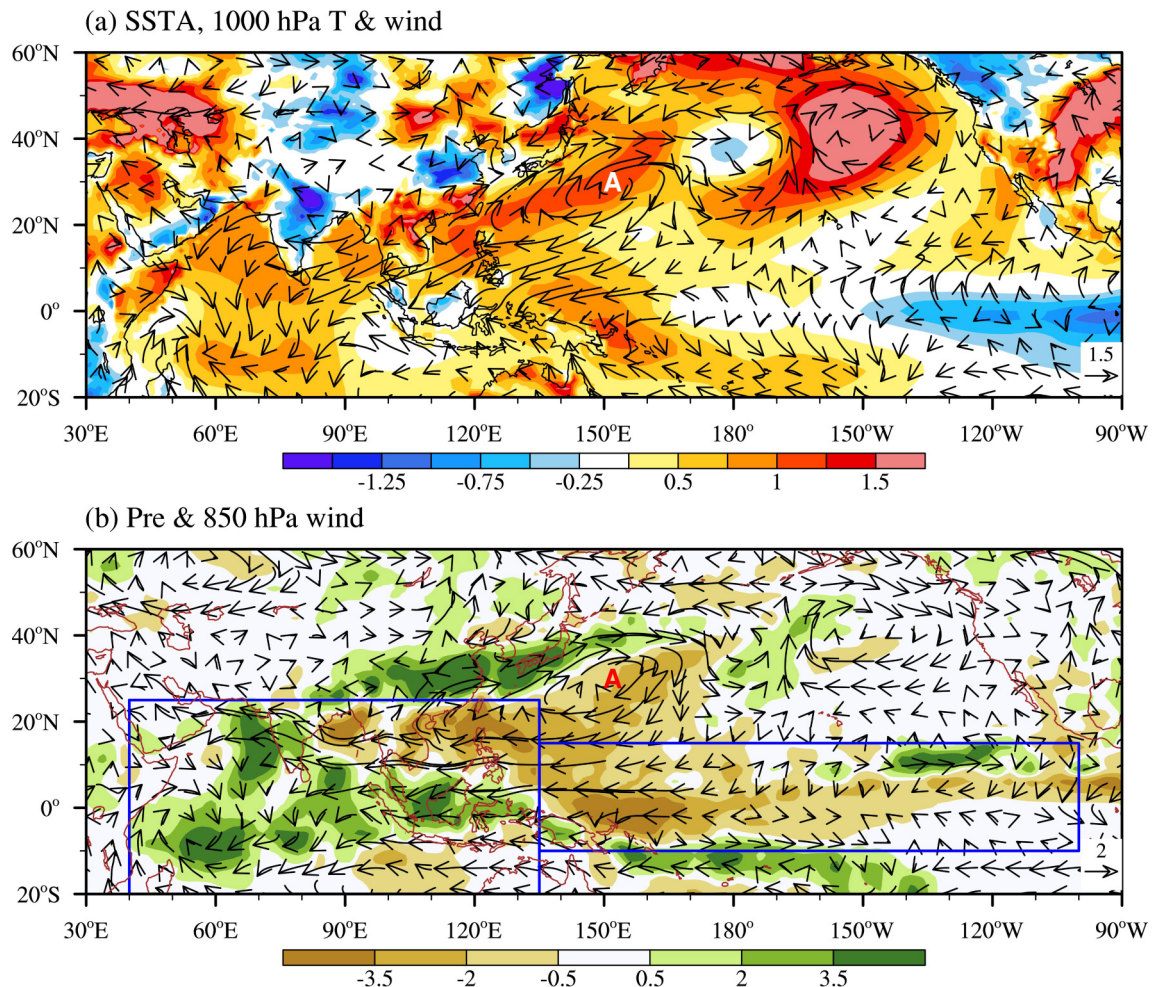 (a) SSTA, 1000 hPa T & wind
60°N
40°N
20°N
0°
20°S
A
1.5
30°E 60°E 90°E 120°E 150°E 180° 150°W 120°W 90°W
-1.25 -0.75 -0.25 0.5 1 1.5
(b) Pre & 850 hPa wind
60°N
40°N
20°N
0°
20°S
A
2
30°E 60°E 90°E 120°E 150°E 180° 150°W 120°W 90°W
-3.5 -2 -0.5 0.5 2 3.5